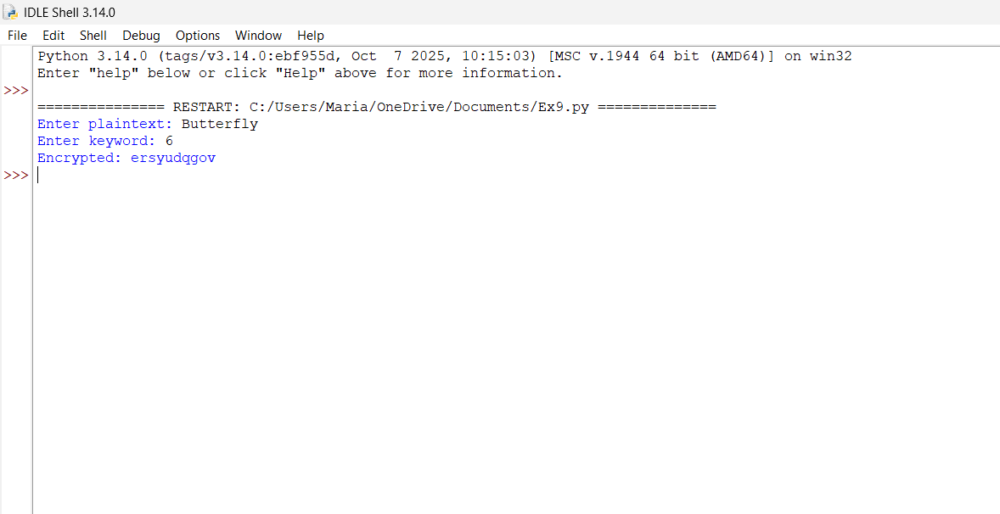 IDLE Shell 3.14.0
File Edit Shell Debug Options Window Help
Python 3.14.0 (tags/v3.14.0:ebf955d, Oct  7 2025, 10:15:03) [MSC v.1944 64 bit (AMD64)] on win32
Enter "help" below or click "Help" above for more information.
>>>
=============== RESTART: C:/Users/Maria/OneDrive/Documents/Ex9.py ==============
Enter plaintext: Butterfly
Enter keyword: 6
Encrypted: ersyudqgov
>>>